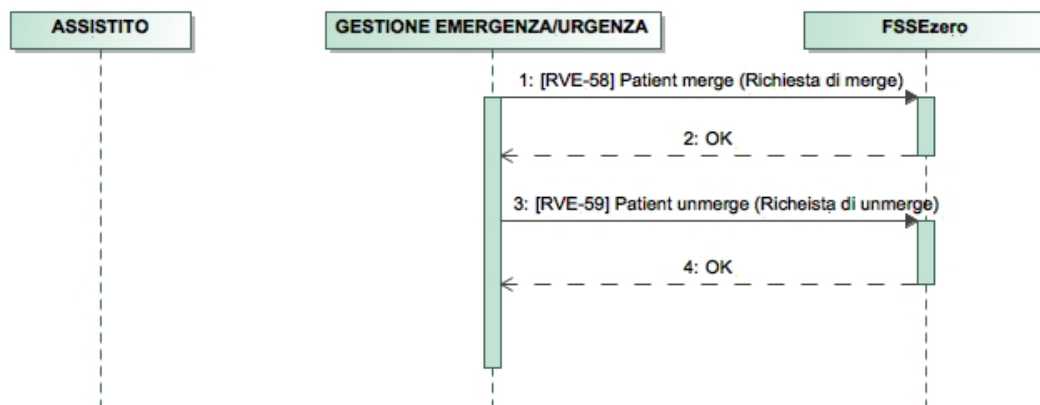 ASSISTITO
GESTIONE EMERGENZA/URGENZA
FSSEzero
1: [RVE-58] Patient merge (Richiesta di merge)
2: OK
3: [RVE-59] Patient unmerge (Richeista di unmerge)
4: OK